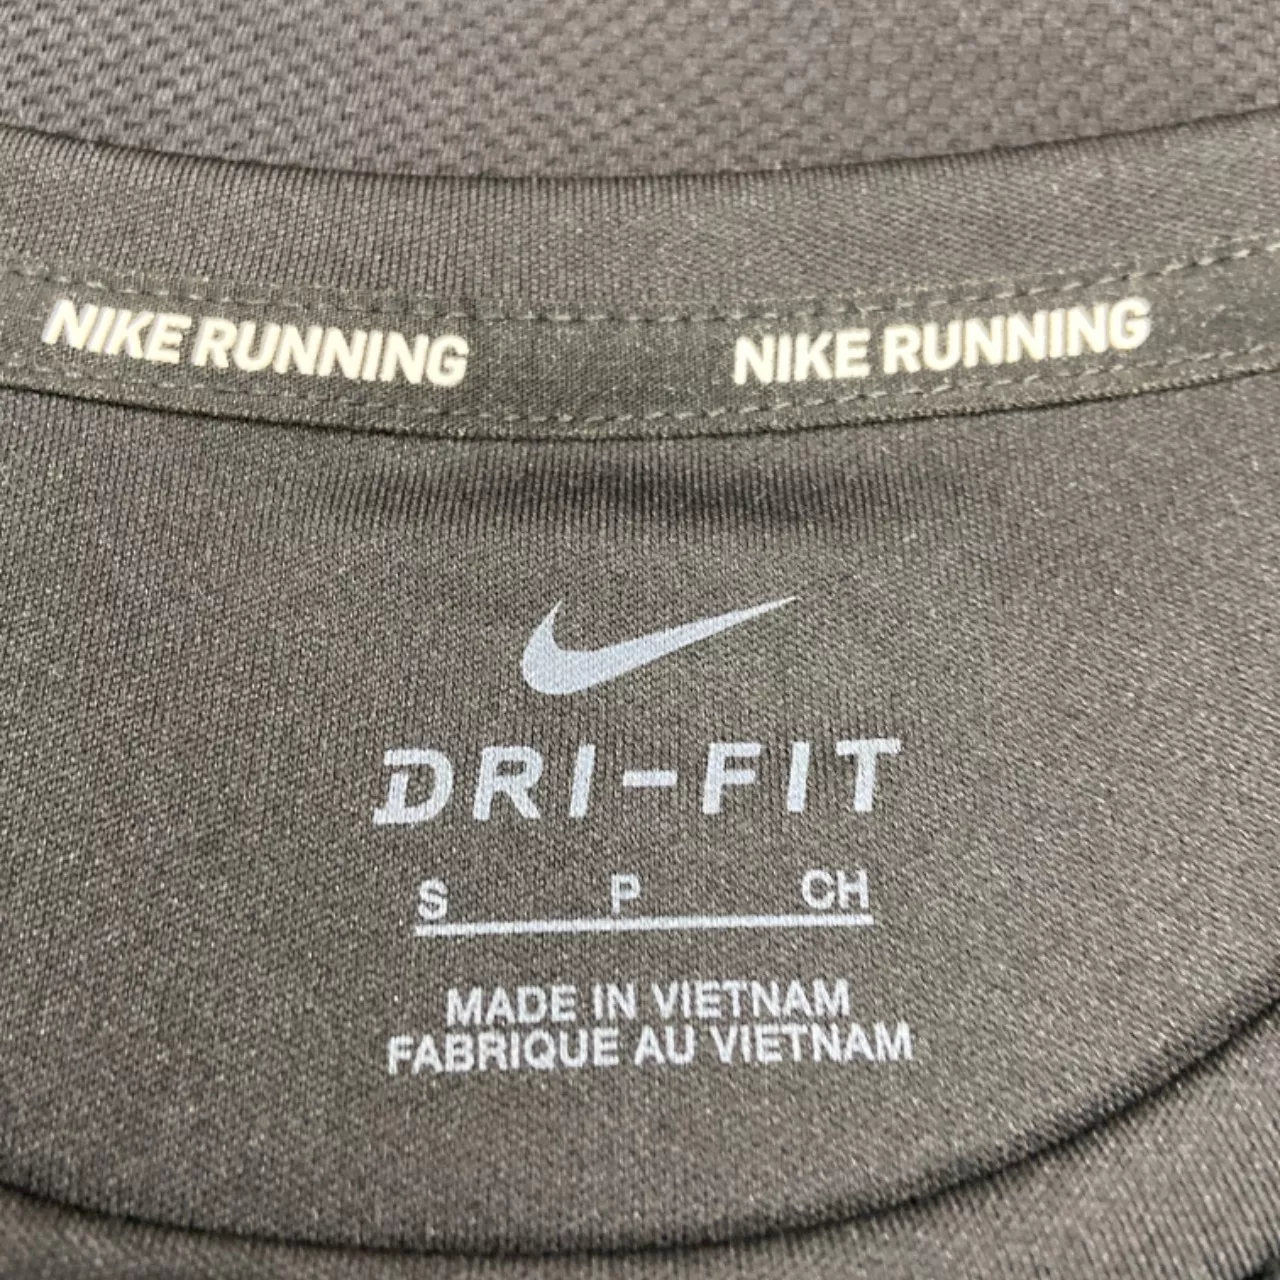 NIKE RUNNING NIKE RUNNING
DRI-FIT
S P CH
MADE IN VIETNAM
FABRIQUE AU VIETNAM